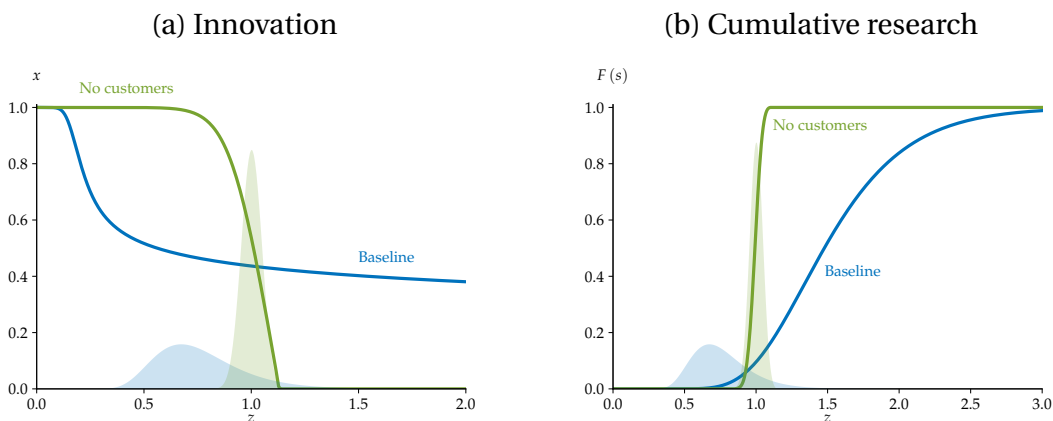 (a) Innovation
x
No customers
1.0
0.8
0.6
Baseline
0.4
0.2
0.0
0.0 0.5 1.0 1.5 2.0
z
(b) Cumulative research
F (s)
1.0
No customers
0.8
0.6
Baseline
0.4
0.2
0.0
0.0 0.5 1.0 1.5 2.0 2.5 3.0
z